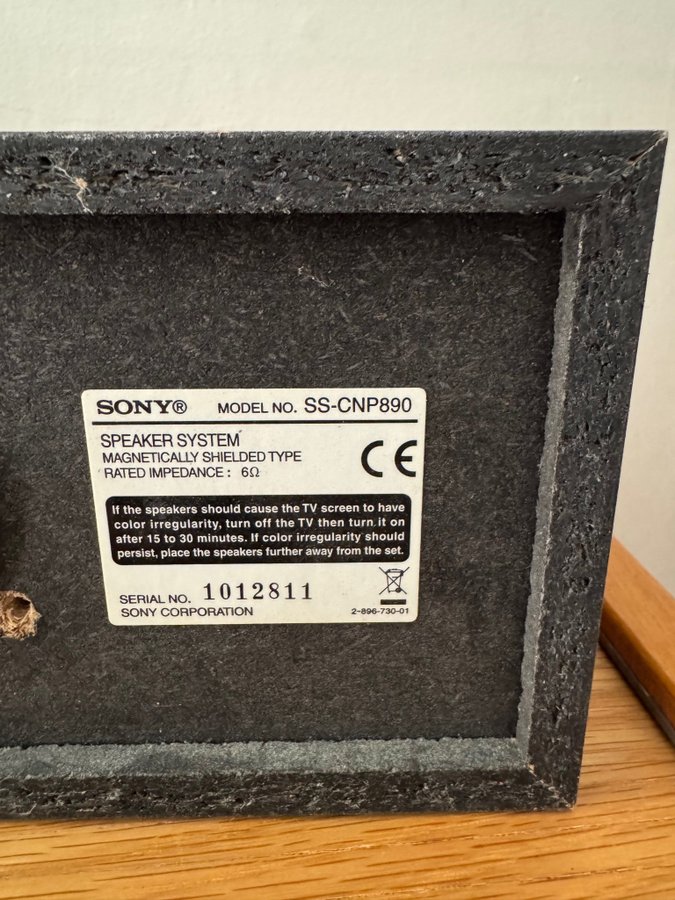 SONY® MODEL NO. SS-CNP890
SPEAKER SYSTEM
MAGNETICALLY SHIELDED TYPE
RATED IMPEDANCE : 6Ω
CE
If the speakers should cause the TV screen to have
color irregularity, turn off the TV then turn it on
after 15 to 30 minutes. If color irregularity should
persist, place the speakers further away from the set.
SERIAL NO. 1012811
SONY CORPORATION 2-896-730-01